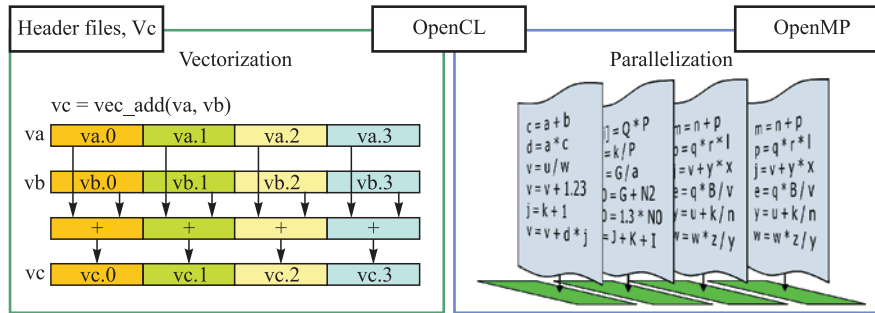 Header files, Vc
OpenCL
OpenMP
Vectorization
Parallelization
vc = vec_add(va, vb)
va va.0 va.1 va.2 va.3
vb vb.0 vb.1 vb.2 vb.3
+ + + +
vc vc.0 vc.1 vc.2 vc.3
c=a+b
d=a*c
v=u/w
v=v+1.23
j=k+1
v=v+d*j
]=Q*P
=k/P
=G/a
=G+N2
=1.3*N0
=J+K+I
m=n+p
p=q*r*l
j=v+y*x
e=q*B/v
y=u+k/n
w=w*z/y
m=n+p
p=q*r*l
j=v+y*x
e=q*B/v
y=u+k/n
w=w*z/y